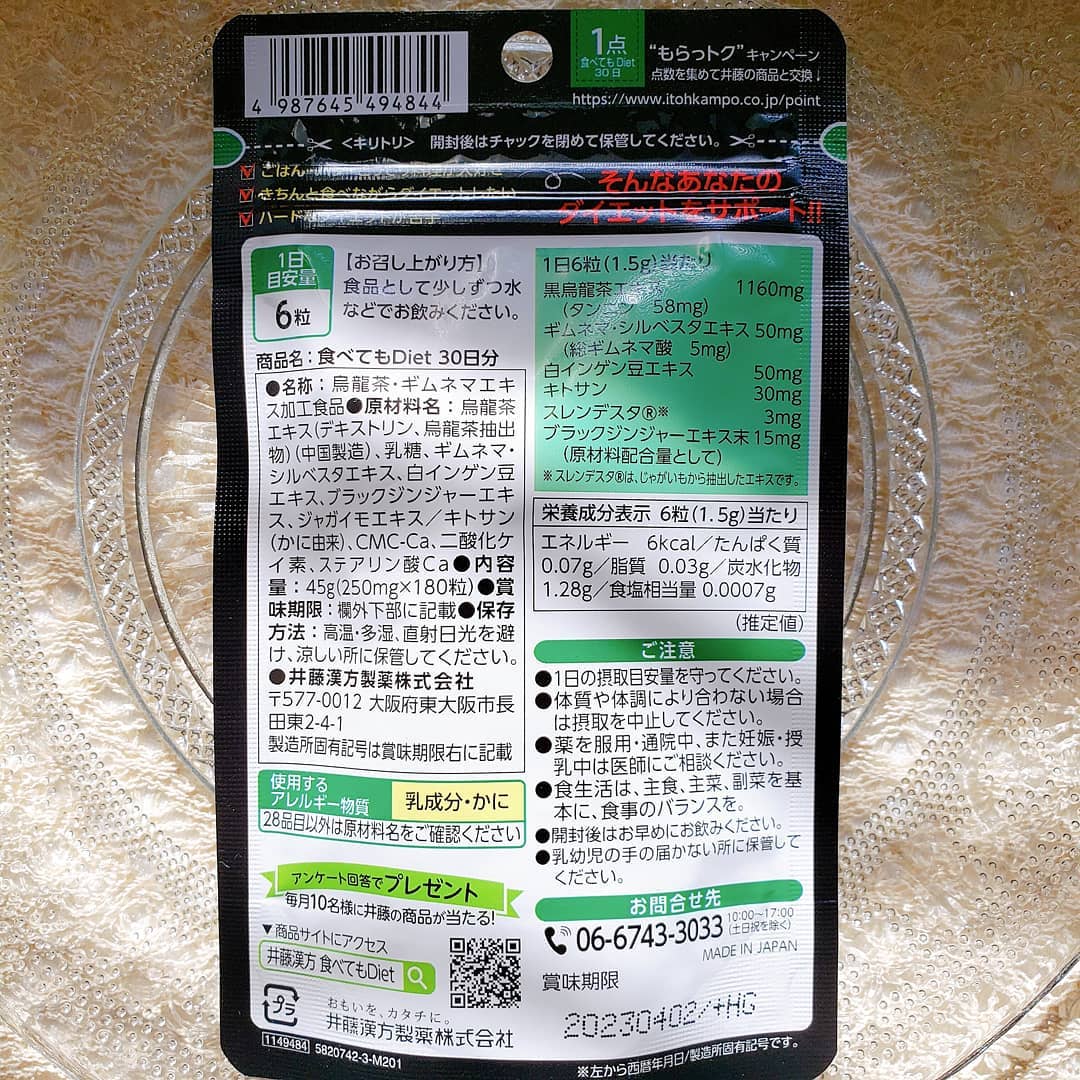 4 987645 494844
1点
食べてもDiet
30日
“もらっトク”キャンペーン
点数を集めて井藤の商品と交換↓
https://www.itohkampo.co.jp/point
<キリトリ> 開封後はチャックを閉めて保管してください。
ごはん
きちんと食べながらダイエットしたい
ハード
苦手
そんなあなたの
ダイエットをサポート!!
1日
目安量
6粒
【お召し上がり方】
食品として少しずつ水
などでお飲みください。
商品名:食べてもDiet 30日分
●名称:烏龍茶・ギムネマエキ
ス加工食品●原材料名:烏龍茶
エキス(デキストリン、烏龍茶抽出
物)(中国製造)、乳糖、ギムネマ・
シルベスタエキス、白インゲン豆
エキス、ブラックジンジャーエキ
ス、ジャガイモエキス/キトサン
(かに由来)、CMC-Ca、二酸化ケ
イ素、ステアリン酸Ca●内容
量:45g(250mg×180粒)●賞
味期限:欄外下部に記載●保存
方法:高温・多湿、直射日光を避
け、涼しい所に保管してください。
●井藤漢方製薬株式会社
〒577-0012 大阪府東大阪市長
田東2-4-1
製造所固有記号は賞味期限右に記載
使用する
アレルギー物質
乳成分・かに
28品目以外は原材料名をご確認ください
アンケート回答でプレゼント
毎月10名様に井藤の商品が当たる!
▼商品サイトにアクセス
井藤漢方 食べてもDiet
プラ
おもいを、カタチに。
井藤漢方製薬株式会社
1149484 5820742-3-M201
1日6粒(1.5g)当たり
黒烏龍茶エキス 1160mg
(タンニン 58mg)
ギムネマ・シルベスタエキス 50mg
(総ギムネマ酸 5mg)
白インゲン豆エキス 50mg
キトサン 30mg
スレンデスタ®※ 3mg
ブラックジンジャーエキス末 15mg
(原材料配合量として)
※スレンデスタ®は、じゃがいもから抽出したエキスです。
栄養成分表示 6粒(1.5g)当たり
エネルギー 6kcal/たんぱく質
0.07g/脂質 0.03g/炭水化物
1.28g/食塩相当量 0.0007g
(推定値)
ご注意
●1日の摂取目安量を守ってください。
●体質や体調により合わない場合
は摂取を中止してください。
●薬を服用・通院中、また妊娠・授
乳中は医師にご相談ください。
●食生活は、主食、主菜、副菜を基
本に、食事のバランスを。
●開封後はお早めにお飲みください。
●乳幼児の手の届かない所に保管して
ください。
お問合せ先
06-6743-3033
10:00~17:00
(土日祝を除く)
MADE IN JAPAN
賞味期限
20230402/+HG
※左から西暦年月日/製造所固有記号です。